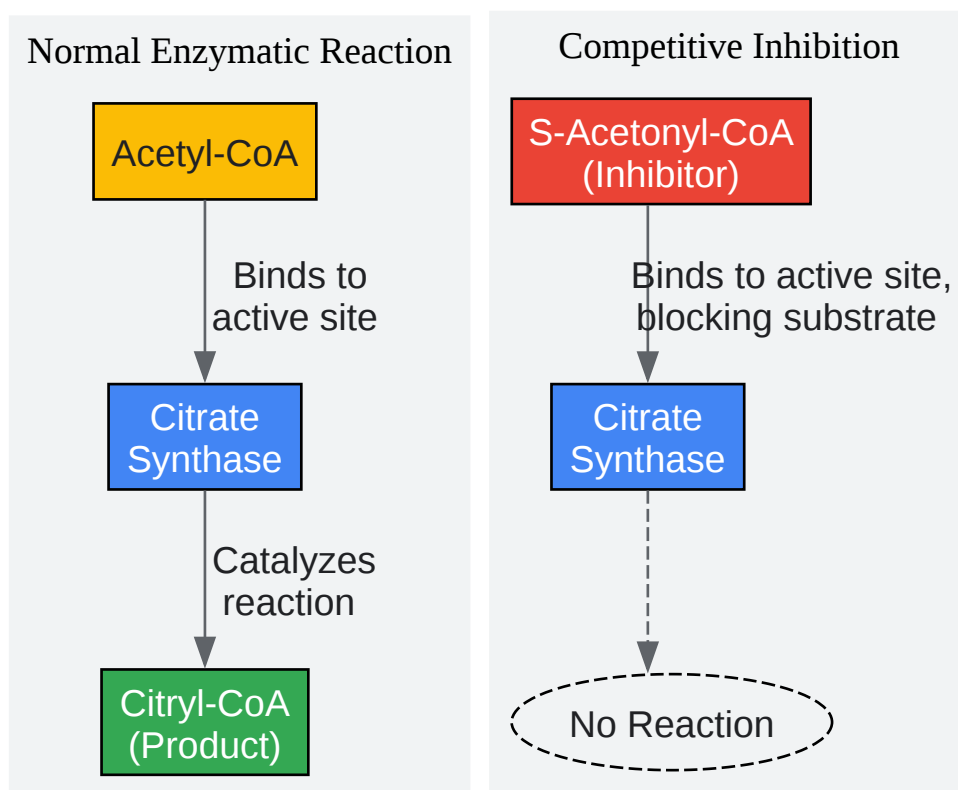 Normal Enzymatic Reaction
Acetyl-CoA
Binds to
active site
Citrate
Synthase
Catalyzes
reaction
Citryl-CoA
(Product)
Competitive Inhibition
S-Acetonyl-CoA
(Inhibitor)
Binds to active site,
blocking substrate
Citrate
Synthase
No Reaction